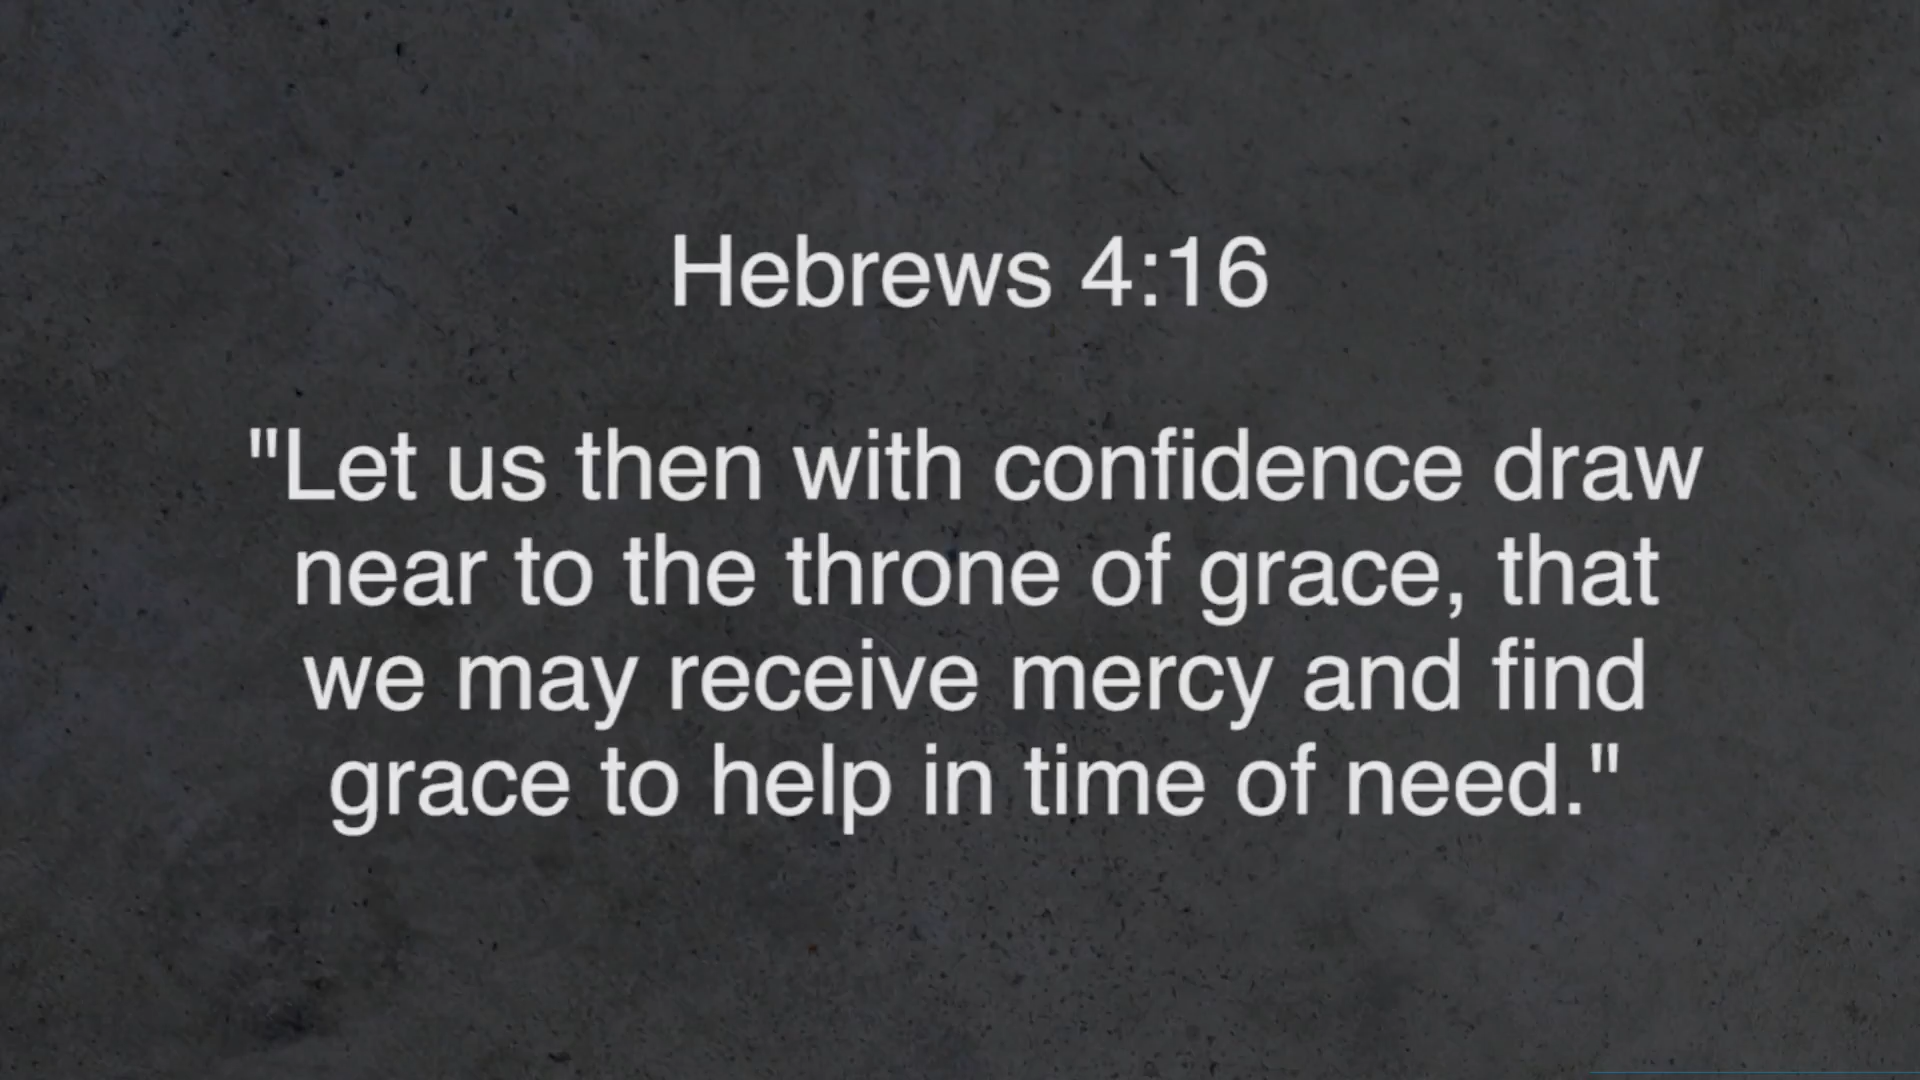 Hebrews 4:16
"Let us then with confidence draw
near to the throne of grace, that
we may receive mercy and find
grace to help in time of need."